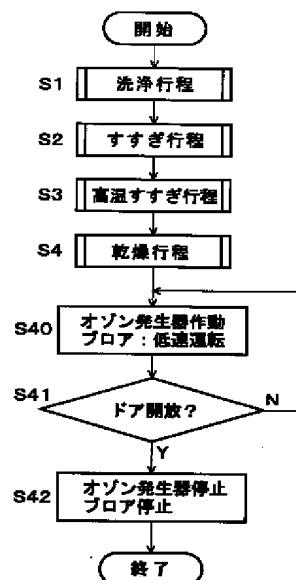 開始
S1 洗浄行程
S2 すすぎ行程
S3 高温すすぎ行程
S4 乾燥行程
S40 オゾン発生器作動
ブロア：低速運転
S41 ドア開放？ N
Y
S42 オゾン発生器停止
ブロア停止
終了